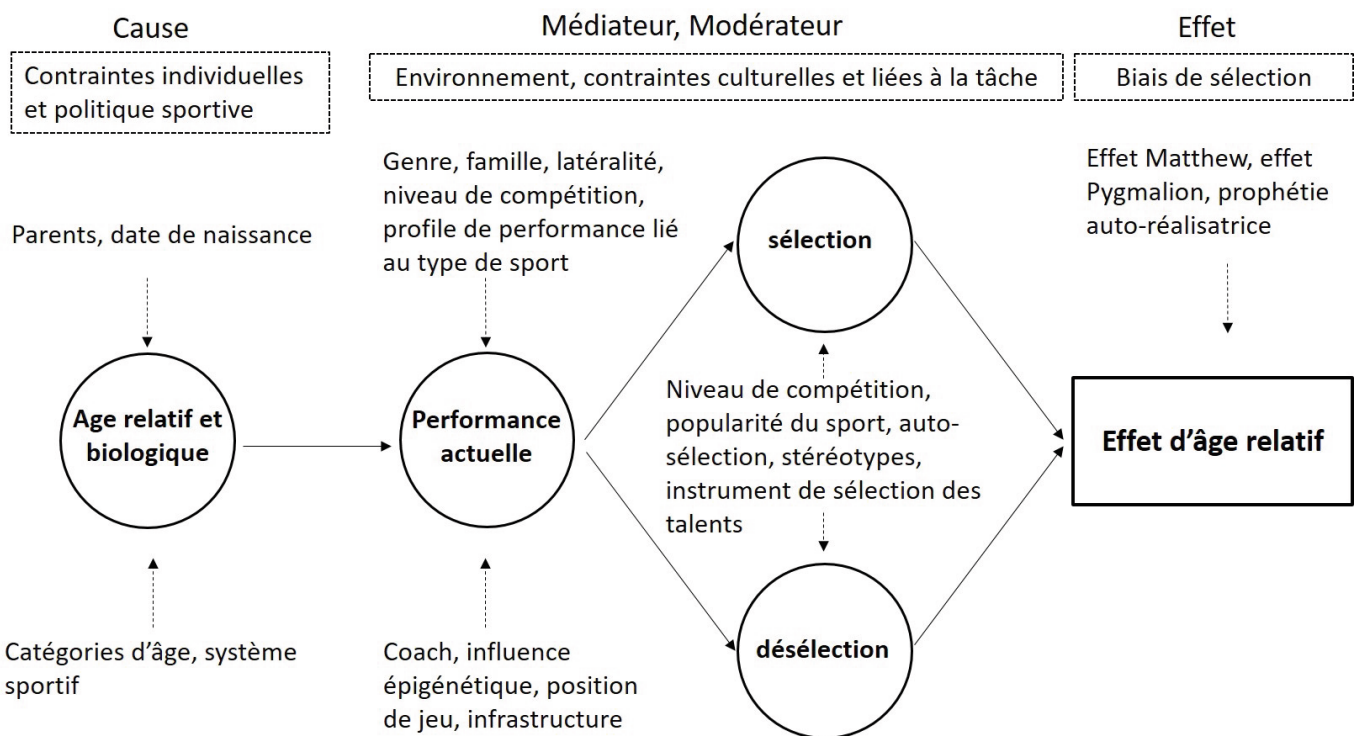 Cause
Médiateur, Modérateur
Effet
Contraintes individuelles
et politique sportive
Environnement, contraintes culturelles et liées à la tâche
Biais de sélection
Parents, date de naissance
Genre, famille, latéralité,
niveau de compétition,
profile de performance lié
au type de sport
sélection
Effet Matthew, effet
Pygmalion, prophétie
auto-réalisatrice
Age relatif et
biologique
Performance
actuelle
Niveau de compétition,
popularité du sport, auto-
sélection, stéréotypes,
instrument de sélection des
talents
Effet d’âge relatif
Catégories d’âge, système
sportif
Coach, influence
épigénétique, position
de jeu, infrastructure
désélection